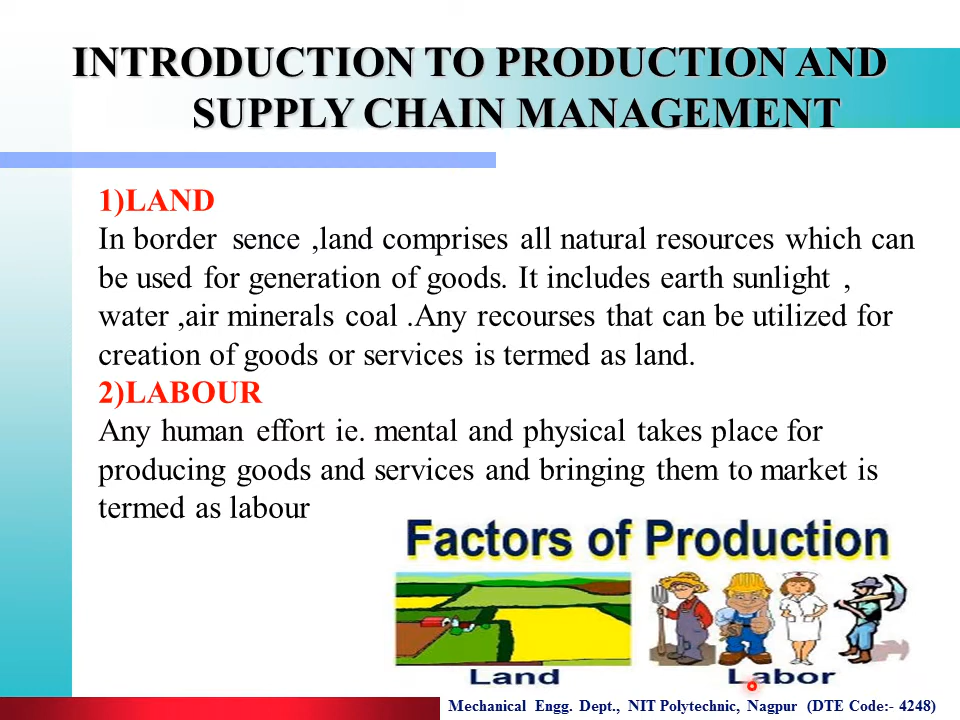 INTRODUCTION TO PRODUCTION AND
SUPPLY CHAIN MANAGEMENT
1)LAND
In border sence ,land comprises all natural resources which can
be used for generation of goods. It includes earth sunlight ,
water ,air minerals coal .Any recourses that can be utilized for
creation of goods or services is termed as land.
2)LABOUR
Any human effort ie. mental and physical takes place for
producing goods and services and bringing them to market is
termed as labour
Factors of Production
Land
Labor
Mechanical Engg. Dept., NIT Polytechnic, Nagpur (DTE Code:- 4248)